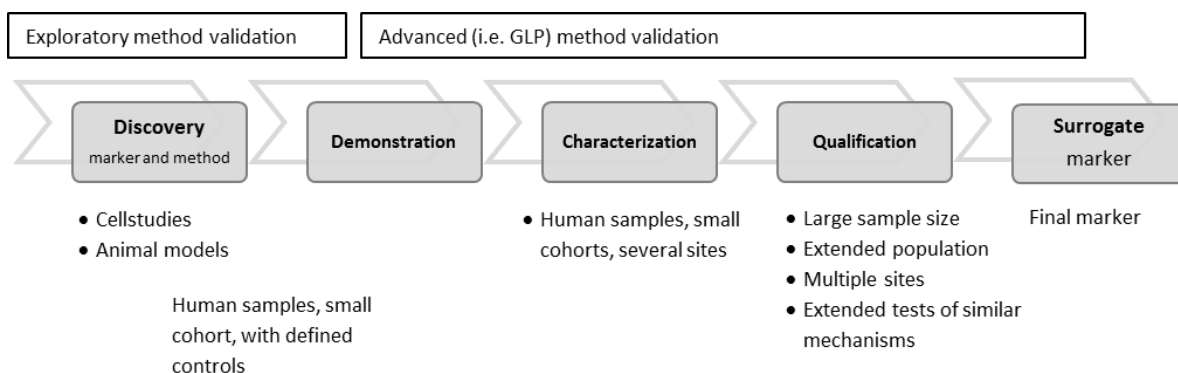 Exploratory method validation
Advanced (i.e. GLP) method validation
Discovery
marker and method
Demonstration
Characterization
Qualification
Surrogate
marker
• Cellstudies
• Animal models
Human samples, small
cohort, with defined
controls
• Human samples, small
cohorts, several sites
• Large sample size
• Extended population
• Multiple sites
• Extended tests of similar
mechanisms
Final marker